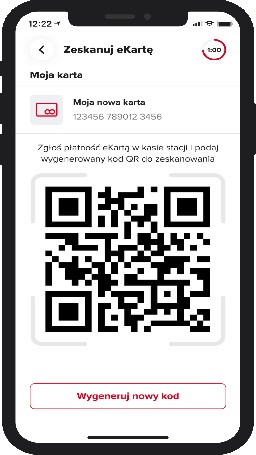 12:22
Zeskanuj eKartę
1:00
Moja karta
Moja nowa karta
123456 789012 3456
Zgłoś płatność eKartą w kasie stacji i podaj
wygenerowany kod QR do zeskanowania
Wygeneruj nowy kod